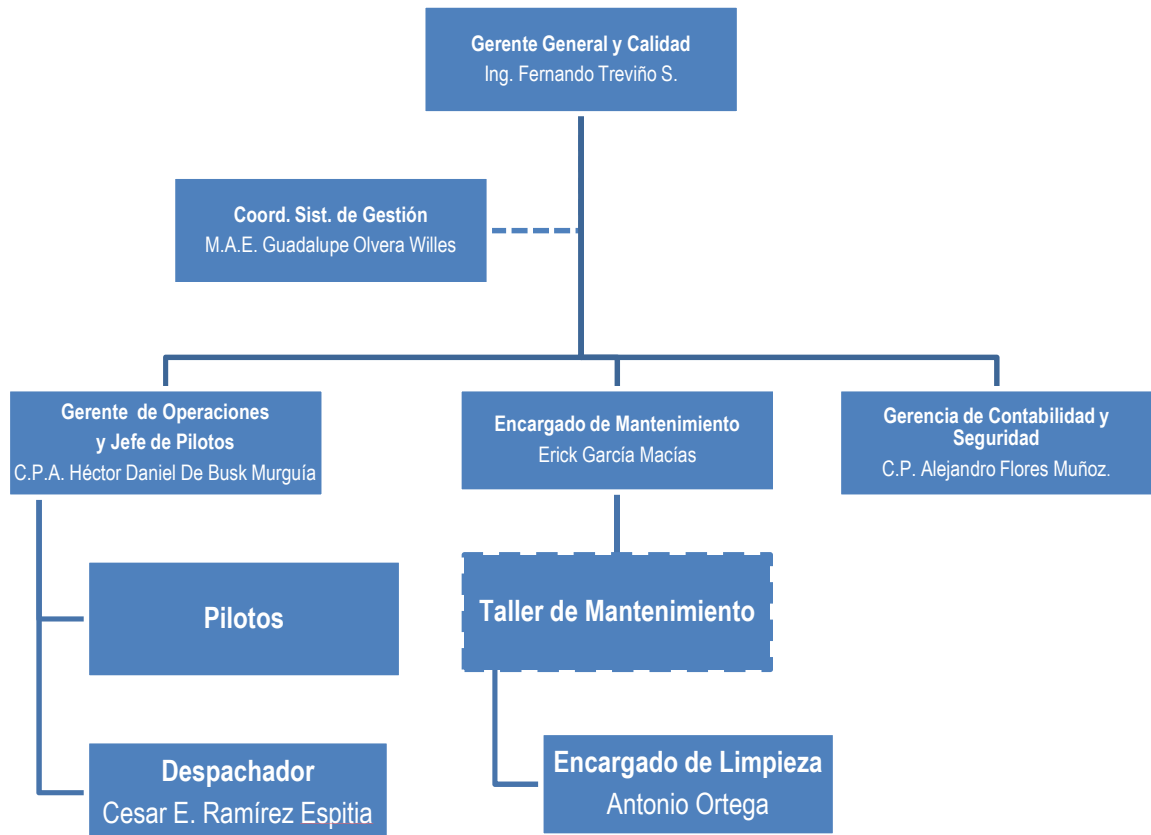 Gerente General y Calidad
Ing. Fernando Treviño S.
Coord. Sist. de Gestión
M.A.E. Guadalupe Olvera Willes
Gerente de Operaciones
y Jefe de Pilotos
C.P.A. Héctor Daniel De Busk Murguía
Encargado de Mantenimiento
Erick García Macías
Gerencia de Contabilidad y
Seguridad
C.P. Alejandro Flores Muñoz.
Pilotos
Taller de Mantenimiento
Despachador
Cesar E. Ramírez Espitia
Encargado de Limpieza
Antonio Ortega